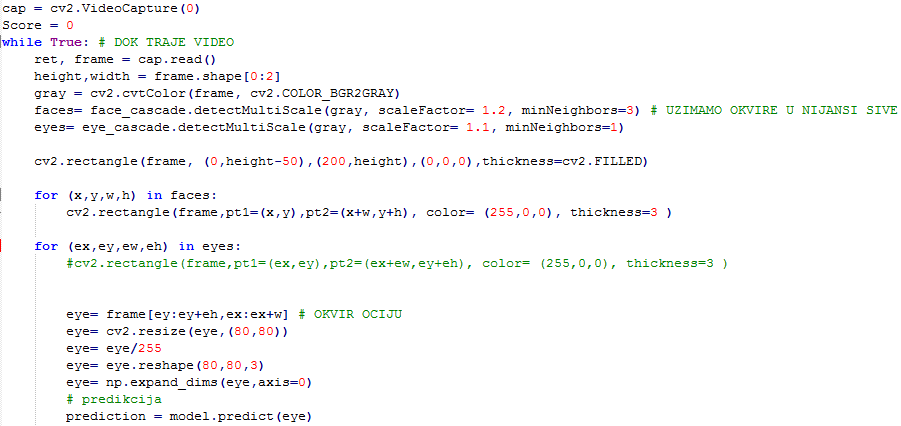 cap = cv2.VideoCapture(0)
Score = 0
while True: # DOK TRAJE VIDEO
    ret, frame = cap.read()
    height,width = frame.shape[0:2]
    gray = cv2.cvtColor(frame, cv2.COLOR_BGR2GRAY)
    faces= face_cascade.detectMultiScale(gray, scaleFactor= 1.2, minNeighbors=3) # UZIMAMO OKVIRE U NIJANSI SIVE
    eyes= eye_cascade.detectMultiScale(gray, scaleFactor= 1.1, minNeighbors=1)

    cv2.rectangle(frame, (0,height-50),(200,height),(0,0,0),thickness=cv2.FILLED)

    for (x,y,w,h) in faces:
        cv2.rectangle(frame,pt1=(x,y),pt2=(x+w,y+h), color= (255,0,0), thickness=3 )

    for (ex,ey,ew,eh) in eyes:
        #cv2.rectangle(frame,pt1=(ex,ey),pt2=(ex+ew,ey+eh), color= (255,0,0), thickness=3 )

        eye= frame[ey:ey+eh,ex:ex+w] # OKVIR OCIJU
        eye= cv2.resize(eye,(80,80))
        eye= eye/255
        eye= eye.reshape(80,80,3)
        eye= np.expand_dims(eye,axis=0)
        # predikcija
        prediction = model.predict(eye)